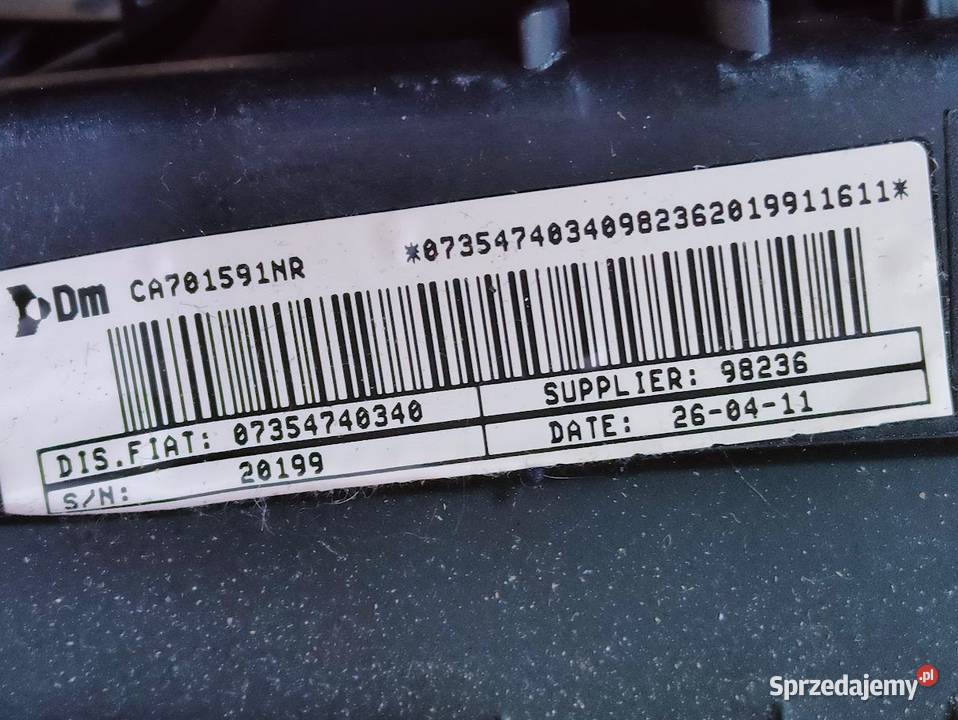 *07354740340982362019911611*
Dm CA701591NR
DIS.FIAT: 07354740340 SUPPLIER: 98236
S/N: 20199 DATE: 26-04-11
Sprzedajemy.pl